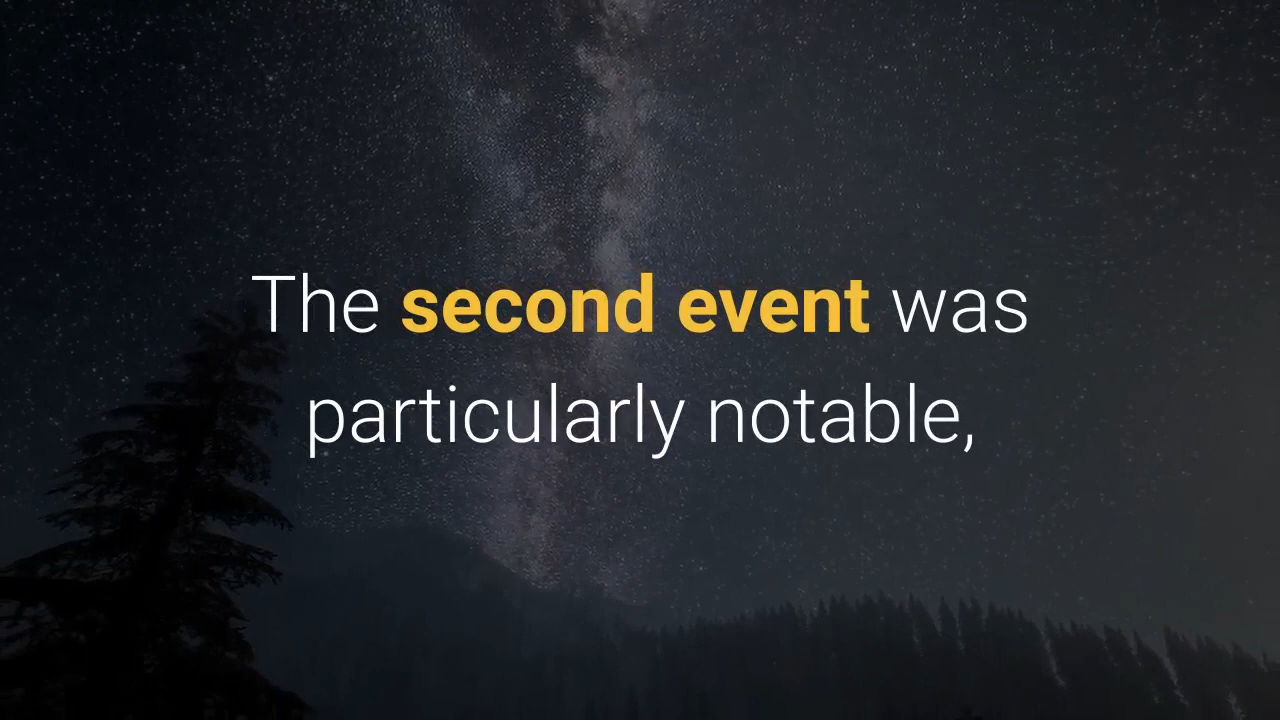 The second event was
particularly notable,